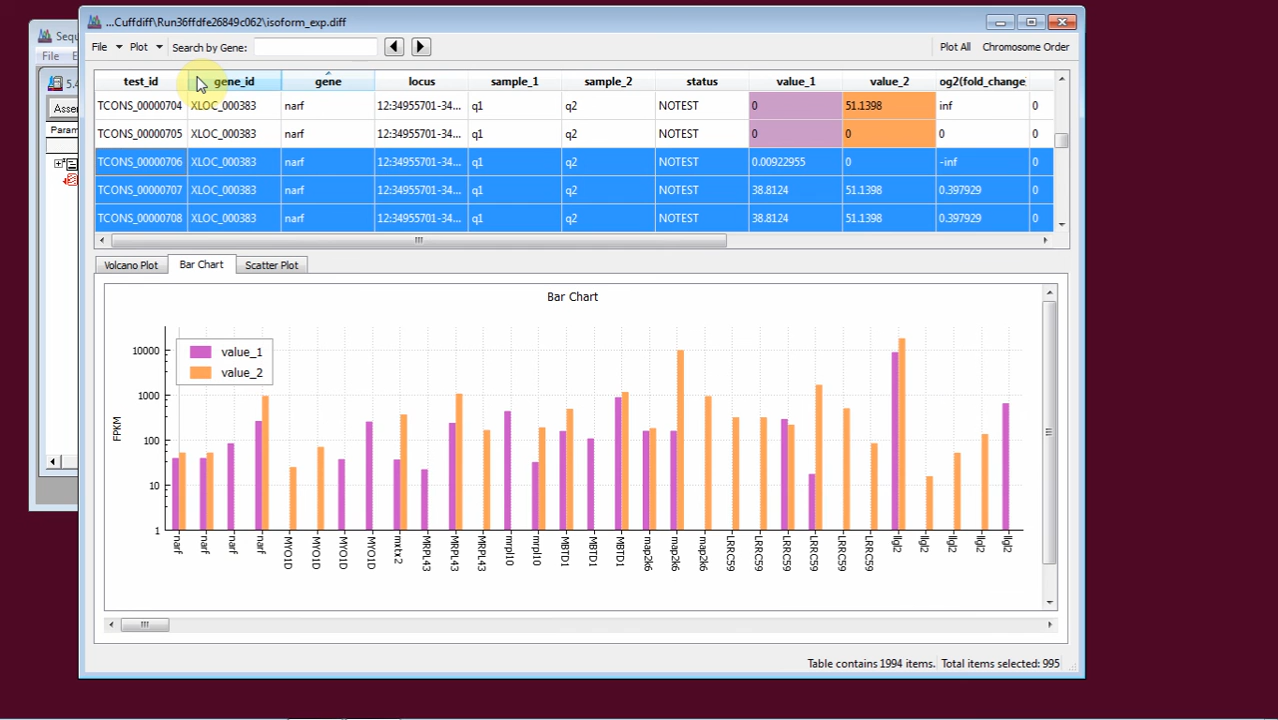 ...Cuffdiff\Run36ffdfe26849c062\isoform_exp.diff
Sequ
File E
5.4
Assem
Param
File Plot Search by Gene: Plot All Chromosome Order
test_id gene_id gene locus sample_1 sample_2 status value_1 value_2 og2(fold_change
TCONS_00000704 XLOC_000383 narf 12:34955701-34... q1 q2 NOTEST 0 51.1398 inf 0
TCONS_00000705 XLOC_000383 narf 12:34955701-34... q1 q2 NOTEST 0 0 0 0
TCONS_00000706 XLOC_000383 narf 12:34955701-34... q1 q2 NOTEST 0.00922955 0 -inf 0
TCONS_00000707 XLOC_000383 narf 12:34955701-34... q1 q2 NOTEST 38.8124 51.1398 0.397929 0
TCONS_00000708 XLOC_000383 narf 12:34955701-34... q1 q2 NOTEST 38.8124 51.1398 0.397929 0
Volcano Plot Bar Chart Scatter Plot
Bar Chart
value_1
value_2
FPKM
10000
1000
100
10
1
narf narf narf narf MYO1D MYO1D MYO1D MYO1D mxtx2 MRPL43 MRPL43 MRPL43 mrpl10 mrpl10 MBTD1 MBTD1 MBTD1 map2k6 map2k6 map2k6 LRRC59 LRRC59 LRRC59 LRRC59 LRRC59 LRRC59 llgl2 llgl2 llgl2 llgl2 llgl2
Table contains 1994 items. Total items selected: 995